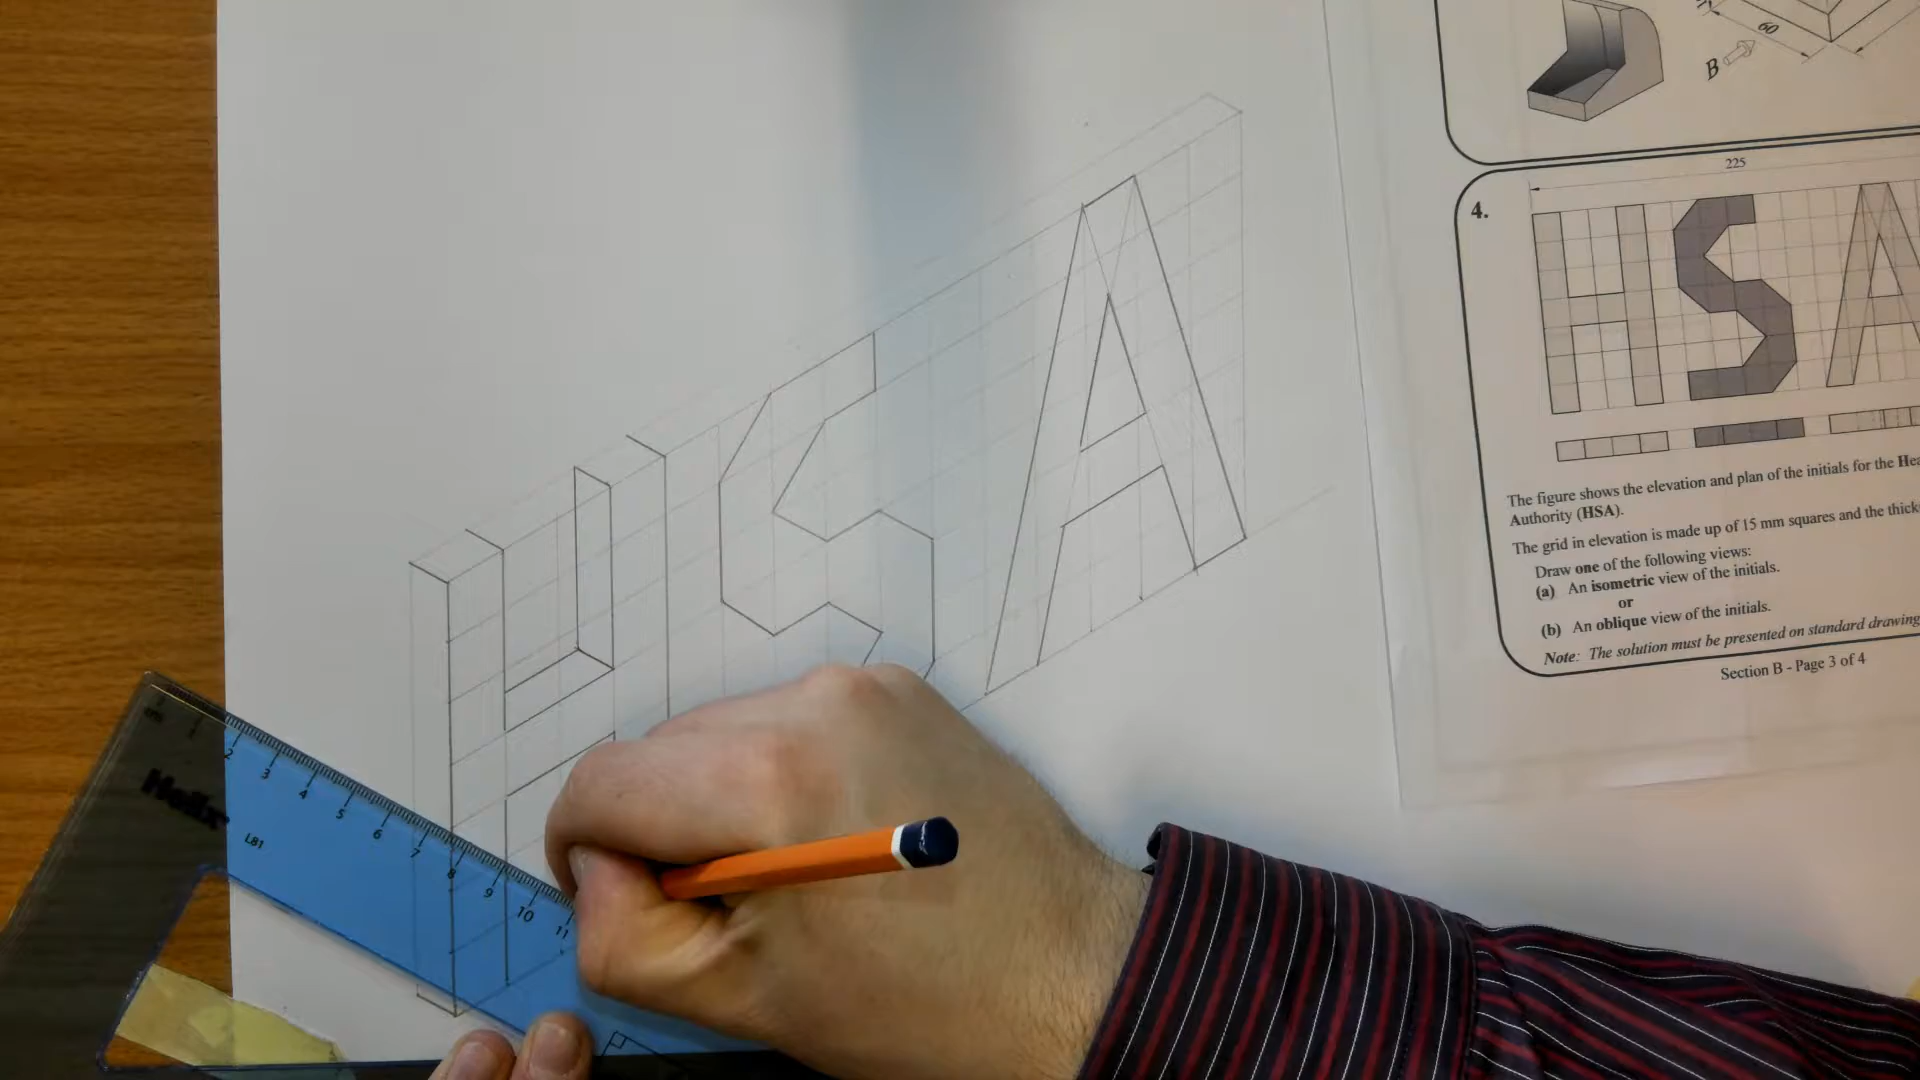 60
B
225
4.
HSA
HSA
The figure shows the elevation and plan of the initials for the
Authority (HSA).
The grid in elevation is made up of 15 mm squares and the
Draw one of the following views:
(a) An isometric view of the initials.
or
(b) An oblique view of the initials.
Note: The solution must be presented on standard drawing
Section B - Page 3 of 4
Helix
LB1
cm 1 2 3 4 5 6 7 8 9 10 11